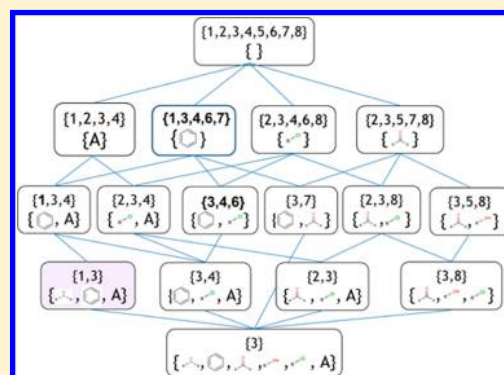 {1,2,3,4,5,6,7,8}
{ }
{1,2,3,4}
{A}
{1,3,4,6,7}
{ }
{2,3,4,6,8}
{ }
{2,3,5,7,8}
{ }
{1,3,4}
{ , A}
{2,3,4}
{ , A}
{3,4,6}
{ , }
{3,7}
{ , }
{2,3,8}
{ , }
{3,5,8}
{ , }
{1,3}
{ , , A}
{3,4}
{ , , A}
{2,3}
{ , , A}
{3,8}
{ , , }
{3}
{ , , , , , A}